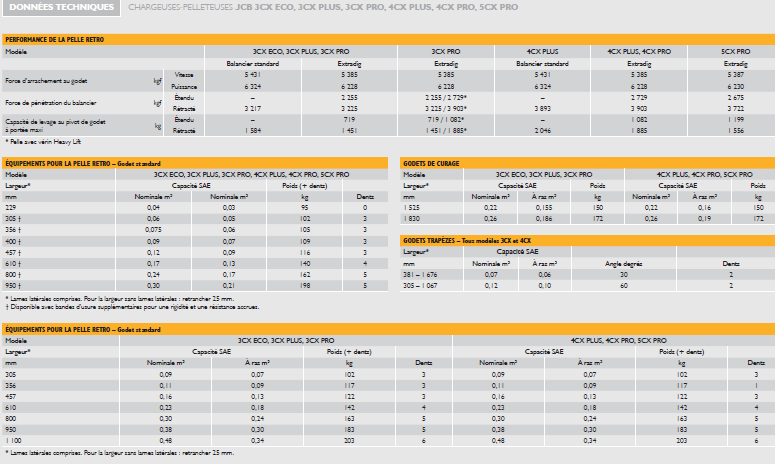 DONNÉES TECHNIQUES CHARGEUSES-PELLETEUSES JCB 3CX ECO, 3CX PLUS, 3CX PRO, 4CX PLUS, 4CX PRO, 5CX PRO
PERFORMANCE DE LA PELLE RETRO
Modèle 3CX ECO, 3CX PLUS, 3CX PRO 3CX PRO 4CX PLUS 4CX PLUS, 4CX PRO 5CX PRO
Balancier standard Extradig Extradig Balancier standard Extradig Extradig
Force d'arrachement au godet kgf Vitesse 5 431 5 385 5 385 5 431 5 385 5 387
Puissance 6 324 6 228 6 228 6 324 6 228 6 230
Force de pénétration du balancier kgf Étendu – 2 255 2 255 / 2 729* – 2 729 2 675
Rétracté 3 217 3 225 3 225 / 3 903* 3 893 3 903 3 722
Capacité de levage au pivot de godet à portée maxi kg Étendu – 719 719 / 1 082* – 1 082 1 199
Rétracté 1 584 1 451 1 451 / 1 885* 2 046 1 885 1 556
* Pelle avec vérin Heavy Lift
ÉQUIPEMENTS POUR LA PELLE RETRO – Godet standard
Modèle 3CX ECO, 3CX PLUS, 3CX PRO, 4CX PLUS, 4CX PRO, 5CX PRO
Largeur* Capacité SAE Poids (+ dents)
mm Nominale m³ Nominale m³ kg Dents
229 0,04 0,03 95 0
305 † 0,06 0,05 102 3
356 † 0,075 0,06 105 3
400 † 0,09 0,07 109 3
457 † 0,12 0,09 116 3
610 † 0,17 0,13 140 4
800 † 0,24 0,17 162 5
950 † 0,30 0,21 198 5
* Lames latérales comprises. Pour la largeur sans lames latérales : retrancher 25 mm.
† Disponible avec bandes d'usure supplémentaires pour une rigidité et une résistance accrues.
GODETS DE CURAGE
Modèle 3CX ECO, 3CX PLUS, 3CX PRO 4CX PLUS, 4CX PRO, 5CX PRO
Largeur* Capacité SAE Poids Capacité SAE Poids
mm Nominale m³ À raz m³ kg Nominale m³ À raz m³ kg
1 525 0,22 0,155 150 0,22 0,16 150
1 830 0,26 0,186 172 0,26 0,19 172
GODETS TRAPÈZES – Tous modèles 3CX et 4CX
Largeur* Capacité SAE
mm Nominale m³ À raz m³ Angle degrés Dents
381 – 1 676 0,07 0,06 30 2
305 – 1 067 0,12 0,10 60 2
ÉQUIPEMENTS POUR LA PELLE RETRO – Godet standard
Modèle 3CX ECO, 3CX PLUS, 3CX PRO 4CX PLUS, 4CX PRO, 5CX PRO
Largeur* Capacité SAE Poids (+ dents) Capacité SAE Poids (+ dents)
mm Nominale m³ À raz m³ kg Dents Nominale m³ À raz m³ kg Dents
305 0,09 0,07 102 3 0,09 0,07 102 3
356 0,11 0,09 117 3 0,11 0,09 117 1
457 0,16 0,13 122 3 0,16 0,13 122 3
610 0,23 0,18 142 4 0,23 0,18 142 4
800 0,30 0,24 163 5 0,30 0,24 163 5
950 0,38 0,30 183 5 0,38 0,30 183 5
1 100 0,48 0,34 203 6 0,48 0,34 203 6
* Lames latérales comprises. Pour la largeur sans lames latérales : retrancher 25 mm.